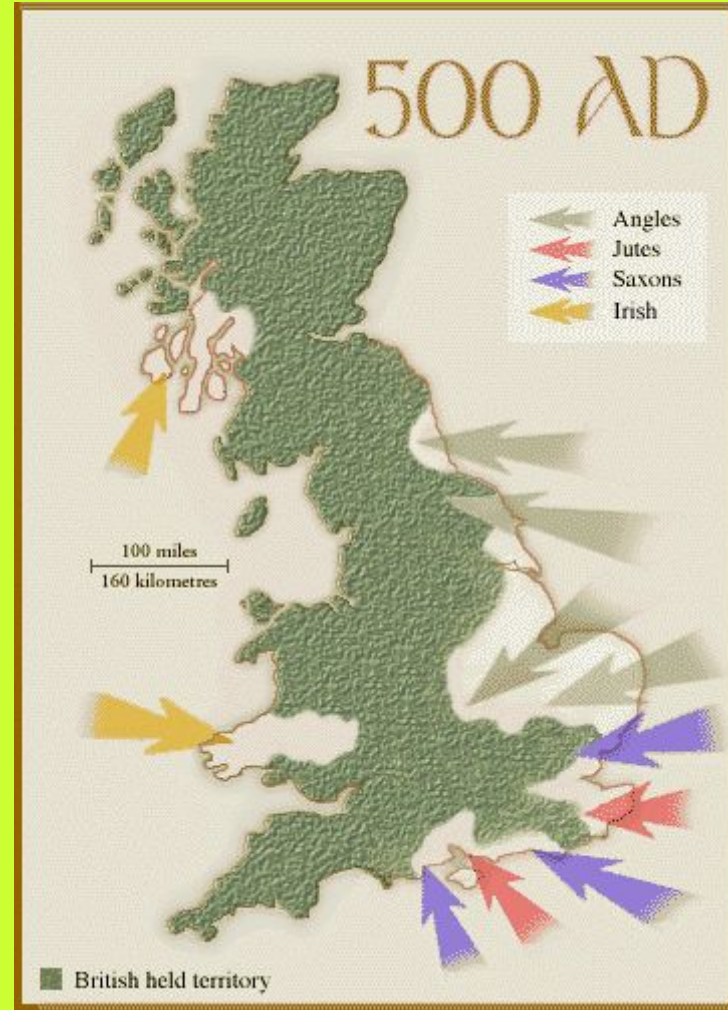 500 AD
Angles
Jutes
Saxons
Irish
100 miles
160 kilometres
British held territory